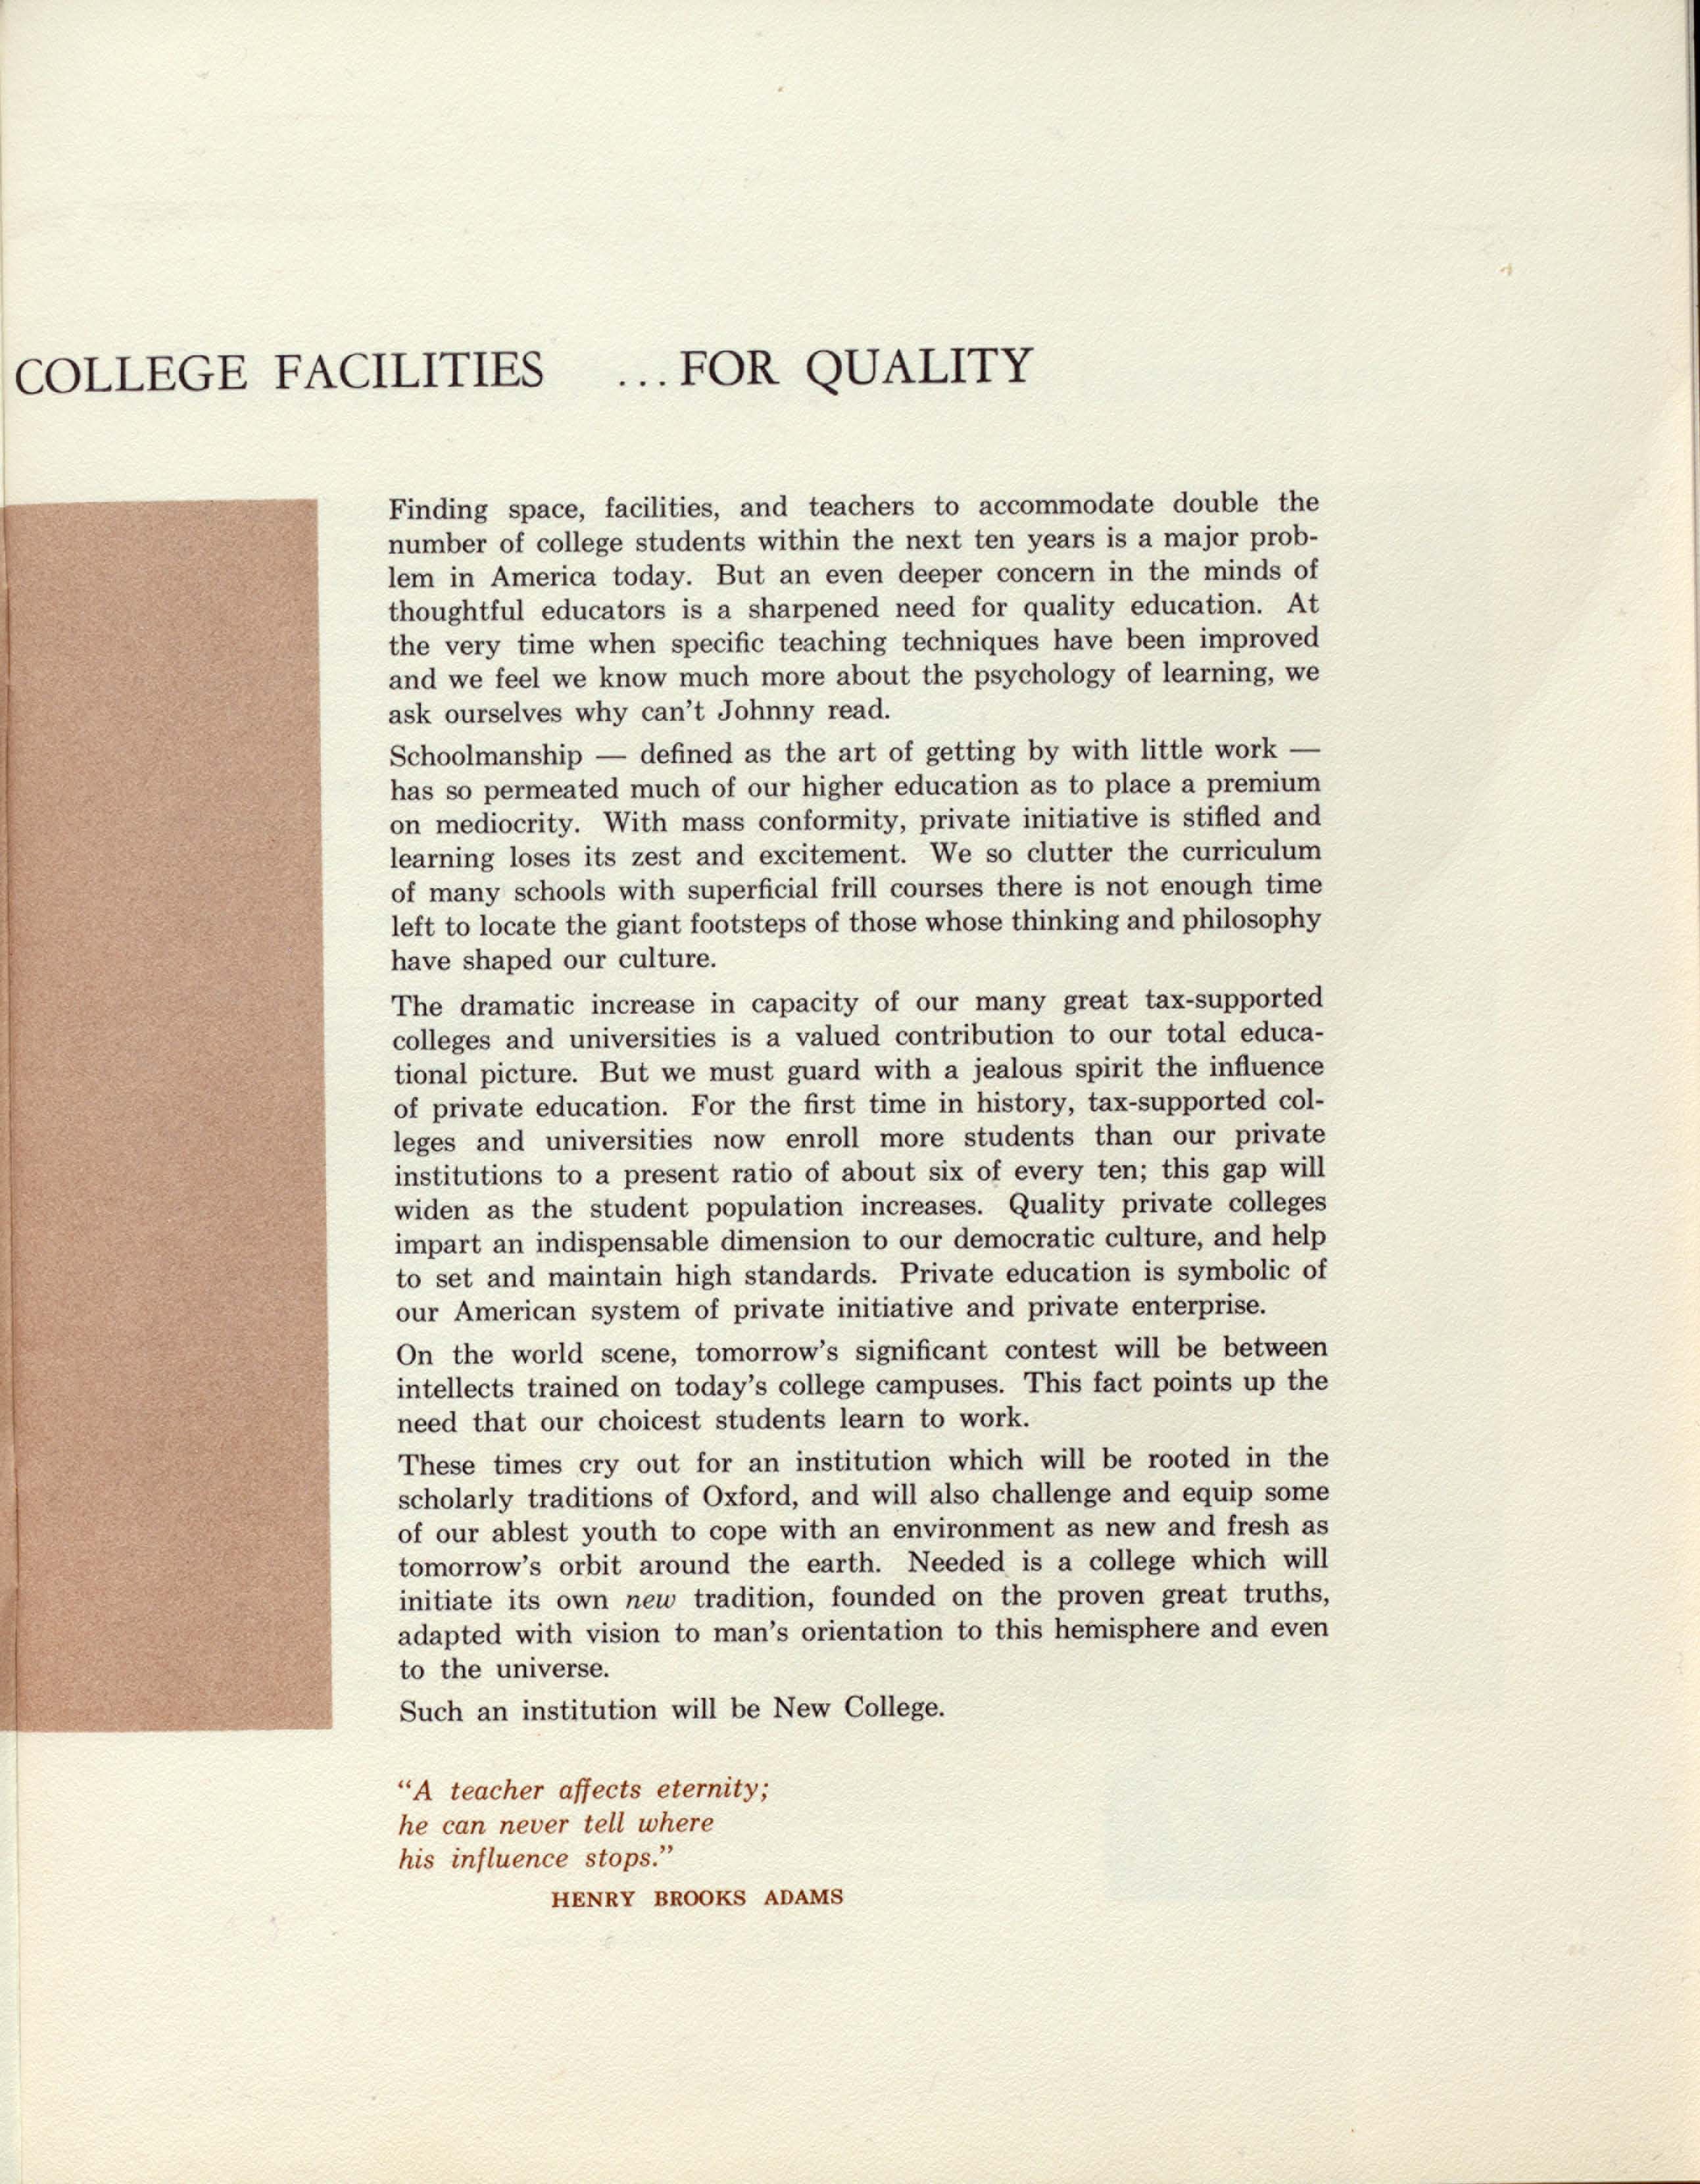 COLLEGE FACILITIES ... FOR QUALITY
Finding space, facilities, and teachers to accommodate double the
number of college students within the next ten years is a major prob-
lem in America today. But an even deeper concern in the minds of
thoughtful educators is a sharpened need for quality education. At
the very time when specific teaching techniques have been improved
and we feel we know much more about the psychology of learning, we
ask ourselves why can't Johnny read.
Schoolmanship — defined as the art of getting by with little work —
has so permeated much of our higher education as to place a premium
on mediocrity. With mass conformity, private initiative is stifled and
learning loses its zest and excitement. We so clutter the curriculum
of many schools with superficial frill courses there is not enough time
left to locate the giant footsteps of those whose thinking and philosophy
have shaped our culture.
The dramatic increase in capacity of our many great tax-supported
colleges and universities is a valued contribution to our total educa-
tional picture. But we must guard with a jealous spirit the influence
of private education. For the first time in history, tax-supported col-
leges and universities now enroll more students than our private
institutions to a present ratio of about six of every ten; this gap will
widen as the student population increases. Quality private colleges
impart an indispensable dimension to our democratic culture, and help
to set and maintain high standards. Private education is symbolic of
our American system of private initiative and private enterprise.
On the world scene, tomorrow's significant contest will be between
intellects trained on today's college campuses. This fact points up the
need that our choicest students learn to work.
These times cry out for an institution which will be rooted in the
scholarly traditions of Oxford, and will also challenge and equip some
of our ablest youth to cope with an environment as new and fresh as
tomorrow's orbit around the earth. Needed is a college which will
initiate its own new tradition, founded on the proven great truths,
adapted with vision to man's orientation to this hemisphere and even
to the universe.
Such an institution will be New College.
"A teacher affects eternity;
he can never tell where
his influence stops."
HENRY BROOKS ADAMS